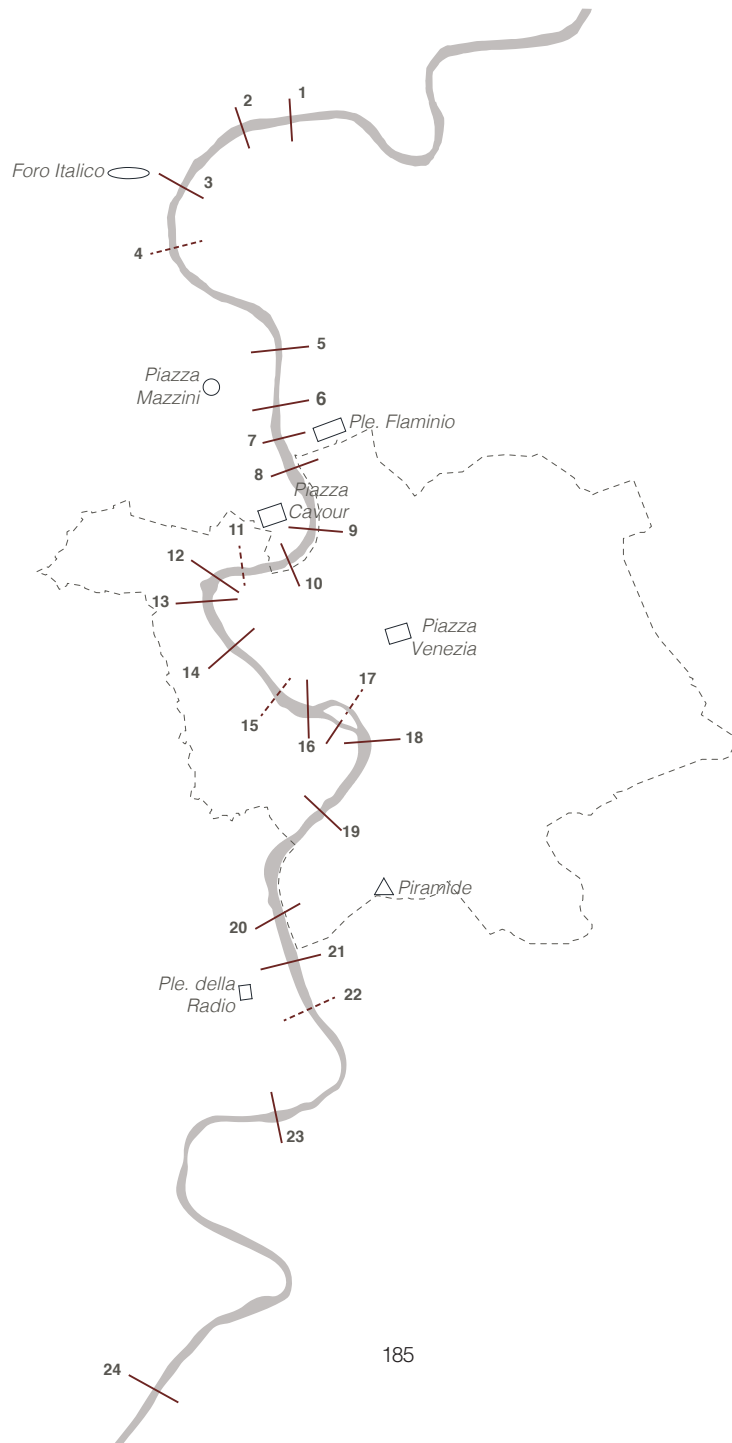 1
2
Foro Italico
3
4
5
Piazza
Mazzini
6
Ple. Flaminio
7
8
Piazza
Cavour
9
11
12
10
13
Piazza
Venezia
14
17
15
16
18
19
Piramide
20
21
Ple. della
Radio
22
23
185
24